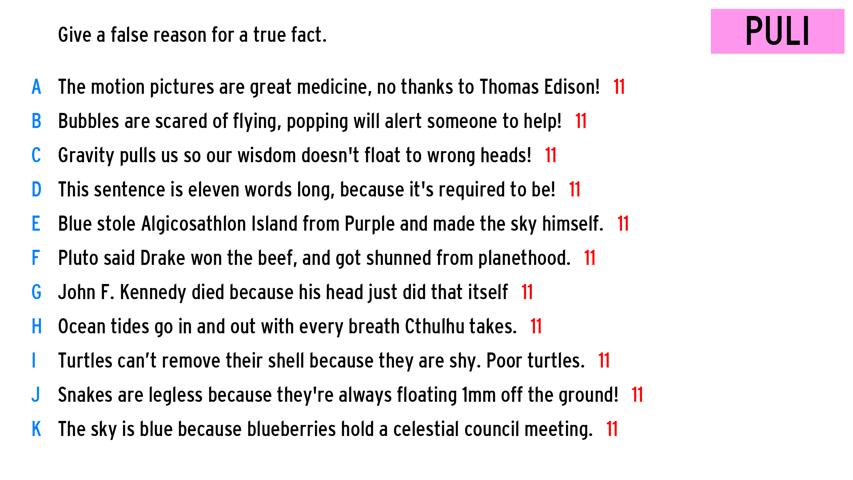 Give a false reason for a true fact.
PULI
A The motion pictures are great medicine, no thanks to Thomas Edison! 11
B Bubbles are scared of flying, popping will alert someone to help! 11
C Gravity pulls us so our wisdom doesn't float to wrong heads! 11
D This sentence is eleven words long, because it's required to be! 11
E Blue stole Algicosathlon Island from Purple and made the sky himself. 11
F Pluto said Drake won the beef, and got shunned from planethood. 11
G John F. Kennedy died because his head just did that itself 11
H Ocean tides go in and out with every breath Cthulhu takes. 11
I Turtles can’t remove their shell because they are shy. Poor turtles. 11
J Snakes are legless because they're always floating 1mm off the ground! 11
K The sky is blue because blueberries hold a celestial council meeting. 11